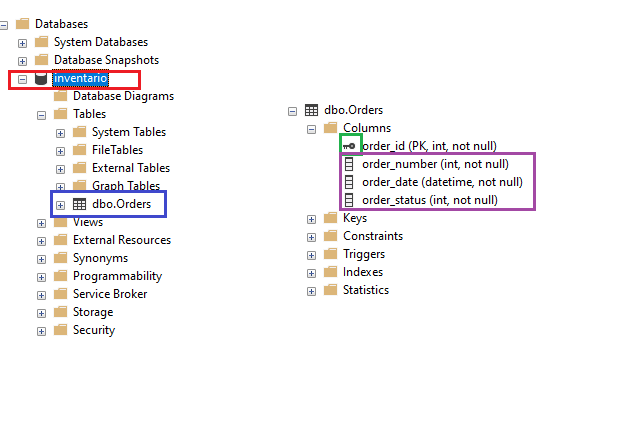 Databases
System Databases
Database Snapshots
inventario
Database Diagrams
Tables
System Tables
FileTables
External Tables
Graph Tables
dbo.Orders
Views
External Resources
Synonyms
Programmability
Service Broker
Storage
Security
dbo.Orders
Columns
order_id (PK, int, not null)
order_number (int, not null)
order_date (datetime, not null)
order_status (int, not null)
Keys
Constraints
Triggers
Indexes
Statistics